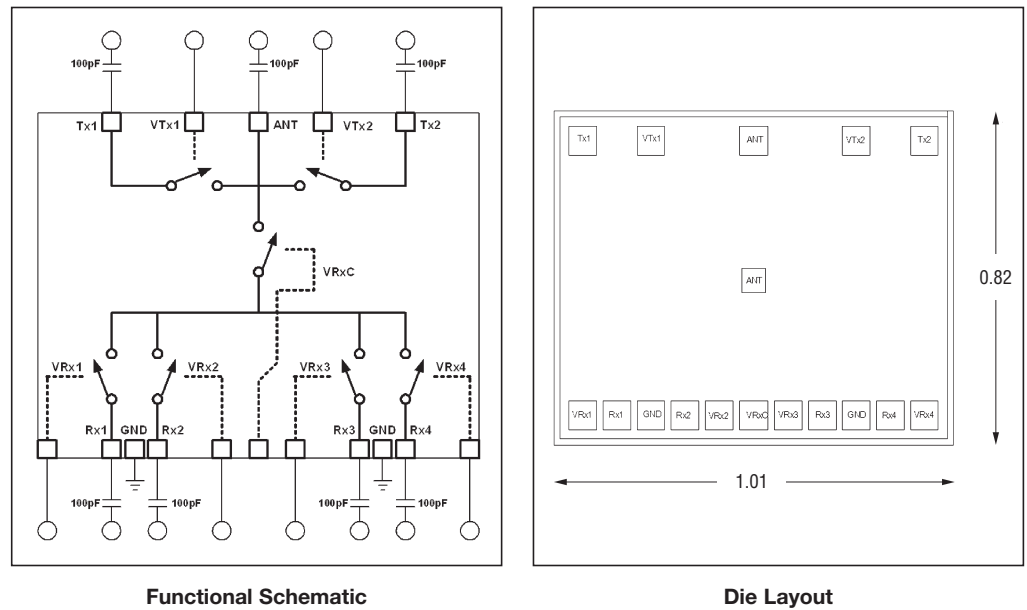 100pF 100pF 100pF
Tx1 VTx1 ANT VTx2 Tx2
VRxC
VRx1 VRx2 VRx3 VRx4
Rx1 GND Rx2 Rx3 GND Rx4
100pF 100pF 100pF 100pF
Functional Schematic
Tx1 VTx1 ANT VTx2 Tx2
ANT
0.82
VRx1 Rx1 GND Rx2 VRx2 VRxC VRx3 Rx3 GND Rx4 VRx4
1.01
Die Layout